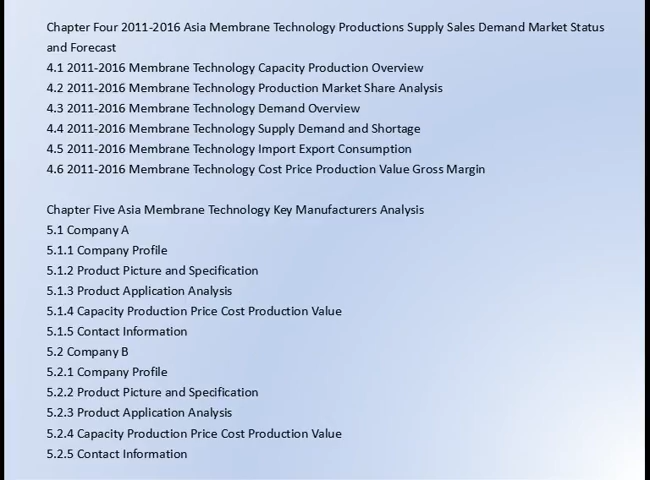 Chapter Four 2011-2016 Asia Membrane Technology Productions Supply Sales Demand Market Status
and Forecast
4.1 2011-2016 Membrane Technology Capacity Production Overview
4.2 2011-2016 Membrane Technology Production Market Share Analysis
4.3 2011-2016 Membrane Technology Demand Overview
4.4 2011-2016 Membrane Technology Supply Demand and Shortage
4.5 2011-2016 Membrane Technology Import Export Consumption
4.6 2011-2016 Membrane Technology Cost Price Production Value Gross Margin
Chapter Five Asia Membrane Technology Key Manufacturers Analysis
5.1 Company A
5.1.1 Company Profile
5.1.2 Product Picture and Specification
5.1.3 Product Application Analysis
5.1.4 Capacity Production Price Cost Production Value
5.1.5 Contact Information
5.2 Company B
5.2.1 Company Profile
5.2.2 Product Picture and Specification
5.2.3 Product Application Analysis
5.2.4 Capacity Production Price Cost Production Value
5.2.5 Contact Information